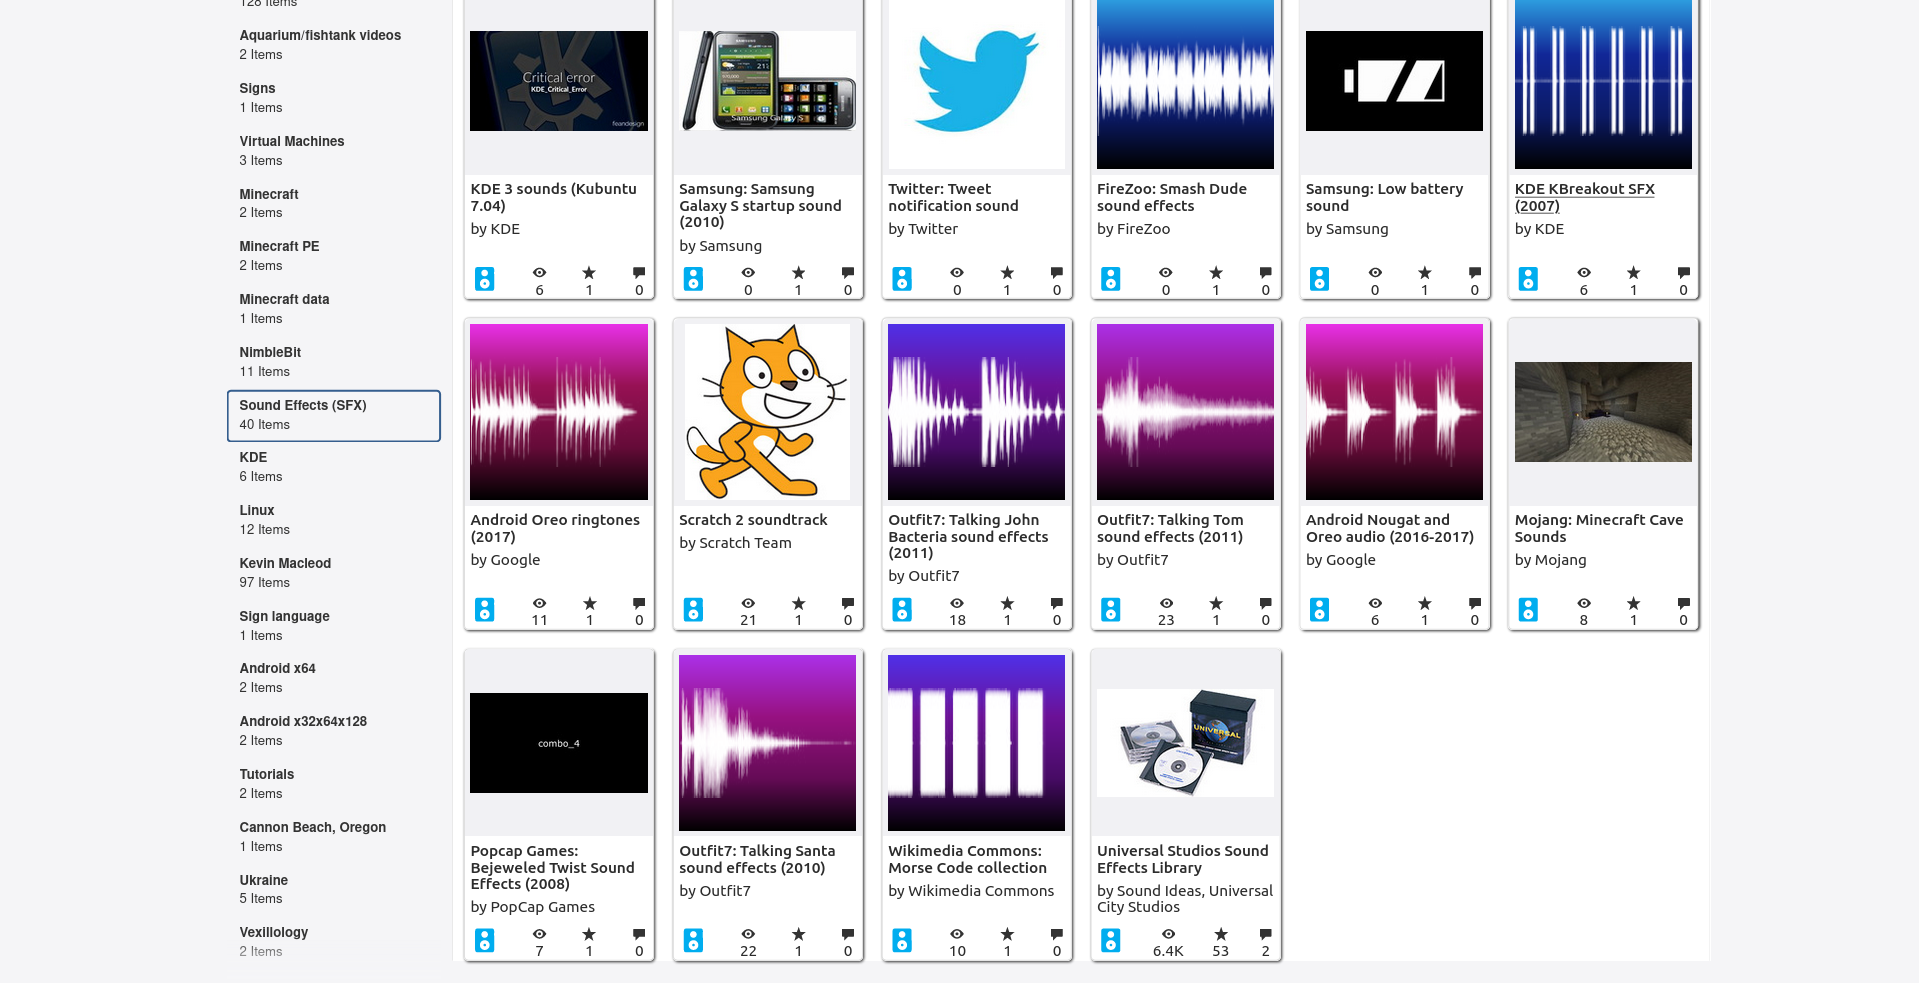 128 Items
Aquarium/fishtank videos
2 Items
Signs
1 Items
Virtual Machines
3 Items
Minecraft
2 Items
Minecraft PE
2 Items
Minecraft data
1 Items
NimbleBit
11 Items
Sound Effects (SFX)
40 Items
KDE
6 Items
Linux
12 Items
Kevin Macleod
97 Items
Sign language
1 Items
Android x64
2 Items
Android x32x64x128
2 Items
Tutorials
2 Items
Cannon Beach, Oregon
1 Items
Ukraine
5 Items
Vexillology
2 Items
Critical error
KDE_Critical_Error
feandesign
KDE 3 sounds (Kubuntu
7.04)
by KDE
6 1 0
Samsung Galaxy S
Samsung: Samsung
Galaxy S startup sound
(2010)
by Samsung
0 1 0
Twitter: Tweet
notification sound
by Twitter
0 1 0
FireZoo: Smash Dude
sound effects
by FireZoo
0 1 0
Samsung: Low battery
sound
by Samsung
0 1 0
KDE KBreakout SFX
(2007)
by KDE
6 1 0
Android Oreo ringtones
(2017)
by Google
11 1 0
Scratch 2 soundtrack
by Scratch Team
21 1 0
Outfit7: Talking John
Bacteria sound effects
(2011)
by Outfit7
18 1 0
Outfit7: Talking Tom
sound effects (2011)
by Outfit7
23 1 0
Android Nougat and
Oreo audio (2016-2017)
by Google
6 1 0
Mojang: Minecraft Cave
Sounds
by Mojang
8 1 0
combo_4
Popcap Games:
Bejeweled Twist Sound
Effects (2008)
by PopCap Games
7 1 0
Outfit7: Talking Santa
sound effects (2010)
by Outfit7
22 1 0
Wikimedia Commons:
Morse Code collection
by Wikimedia Commons
10 1 0
UNIVERSAL
Universal Studios Sound
Effects Library
by Sound Ideas, Universal
City Studios
6.4K 53 2